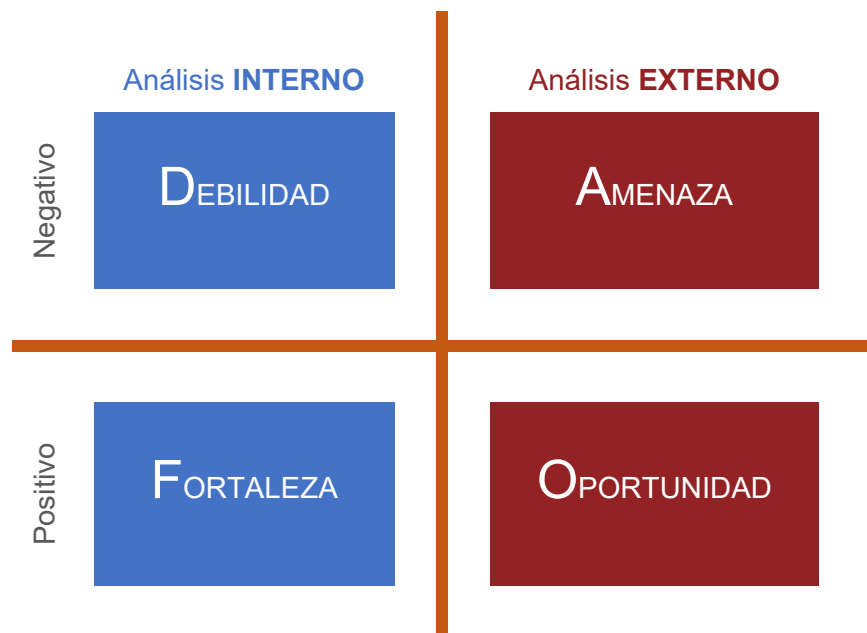 Análisis INTERNO
Análisis EXTERNO
Negativo
DEBILIDAD
AMENAZA
Positivo
FORTALEZA
OPORTUNIDAD